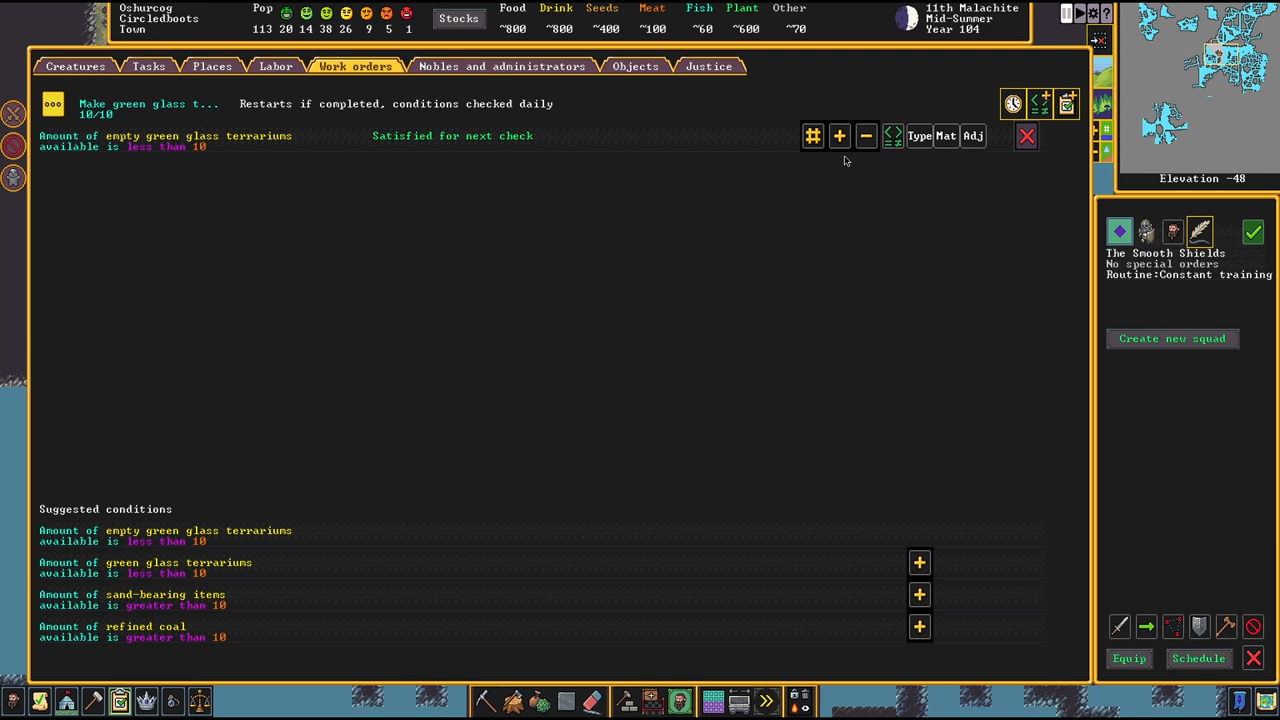 Oshurcog
Circledboots
Town
Pop
113 20 14 38 26 9 5 1
Stocks
Food Drink Seeds Meat Fish Plant Other
~800 ~800 ~400 ~100 ~60 ~600 ~70
11th Malachite
Mid-Summer
Year 104
Creatures Tasks Places Labor Work orders Nobles and administrators Objects Justice
Make green glass t... Restarts if completed, conditions checked daily
10/10
Amount of empty green glass terrariums Satisfied for next check
available is less than 10
Type Mat Adj
Elevation -48
The Smooth Shields
No special orders
Routine:Constant training
Create new squad
Suggested conditions
Amount of empty green glass terrariums
available is less than 10
Amount of green glass terrariums
available is less than 10
Amount of sand-bearing items
available is greater than 10
Amount of refined coal
available is greater than 10
Equip Schedule